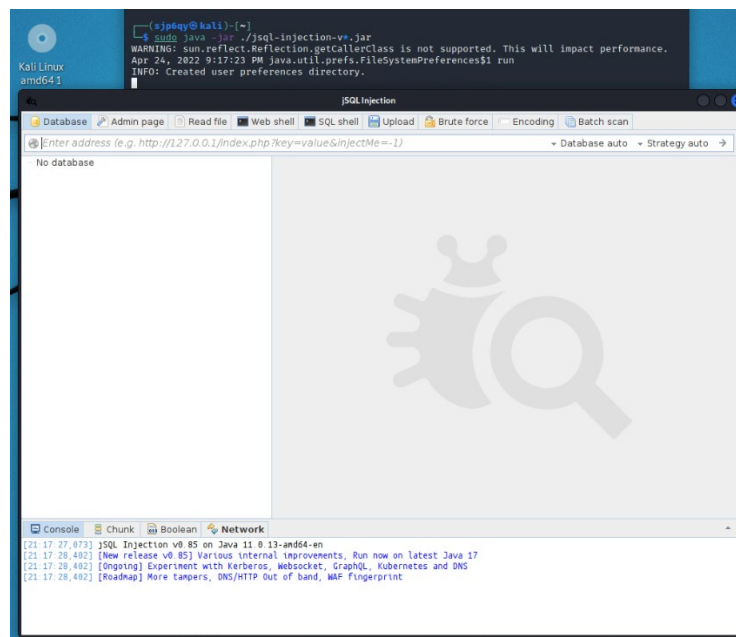 Kali Linux
amd64 1
┌──(sjp6qy㉿kali)-[~]
└─$ sudo java -jar ./jsql-injection-v*.jar
WARNING: sun.reflect.Reflection.getCallerClass is not supported. This will impact performance.
Apr 24, 2022 9:17:23 PM java.util.prefs.FileSystemPreferences$1 run
INFO: Created user preferences directory.
jSQL Injection
Database Admin page Read file Web shell SQL shell Upload Brute force Encoding Batch scan
Enter address (e.g. http://127.0.0.1/index.php?key=value&injectMe=-1) Database auto Strategy auto
No database
Console Chunk Boolean Network
[21:17:27,073] jSQL Injection v0.85 on Java 11.0.13-amd64-en
[21:17:28,402] [New release v0.85] Various internal improvements, Run now on latest Java 17
[21:17:28,402] [Ongoing] Experiment with Kerberos, Websocket, GraphQL, Kubernetes and DNS
[21:17:28,402] [Roadmap] More tampers, DNS/HTTP Out of band, WAF fingerprint